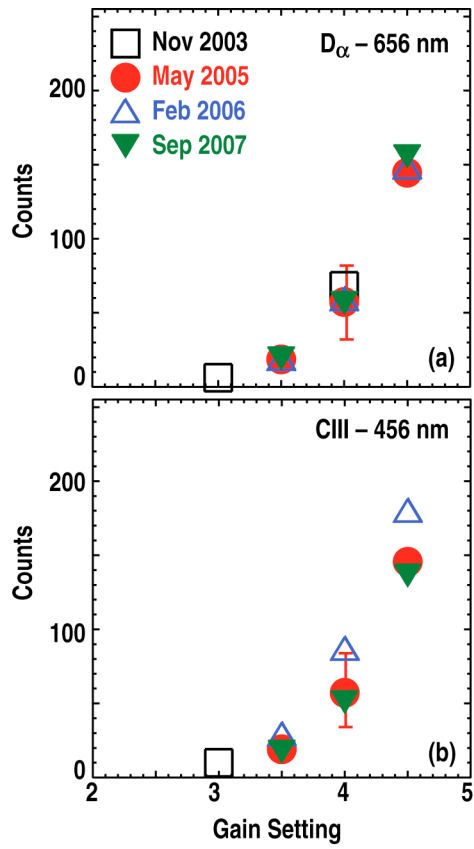 Nov 2003
May 2005
Feb 2006
Sep 2007
Dα – 656 nm
200
100
0
Counts
(a)
CIII – 456 nm
200
100
0
Counts
(b)
2 3 4 5
Gain Setting